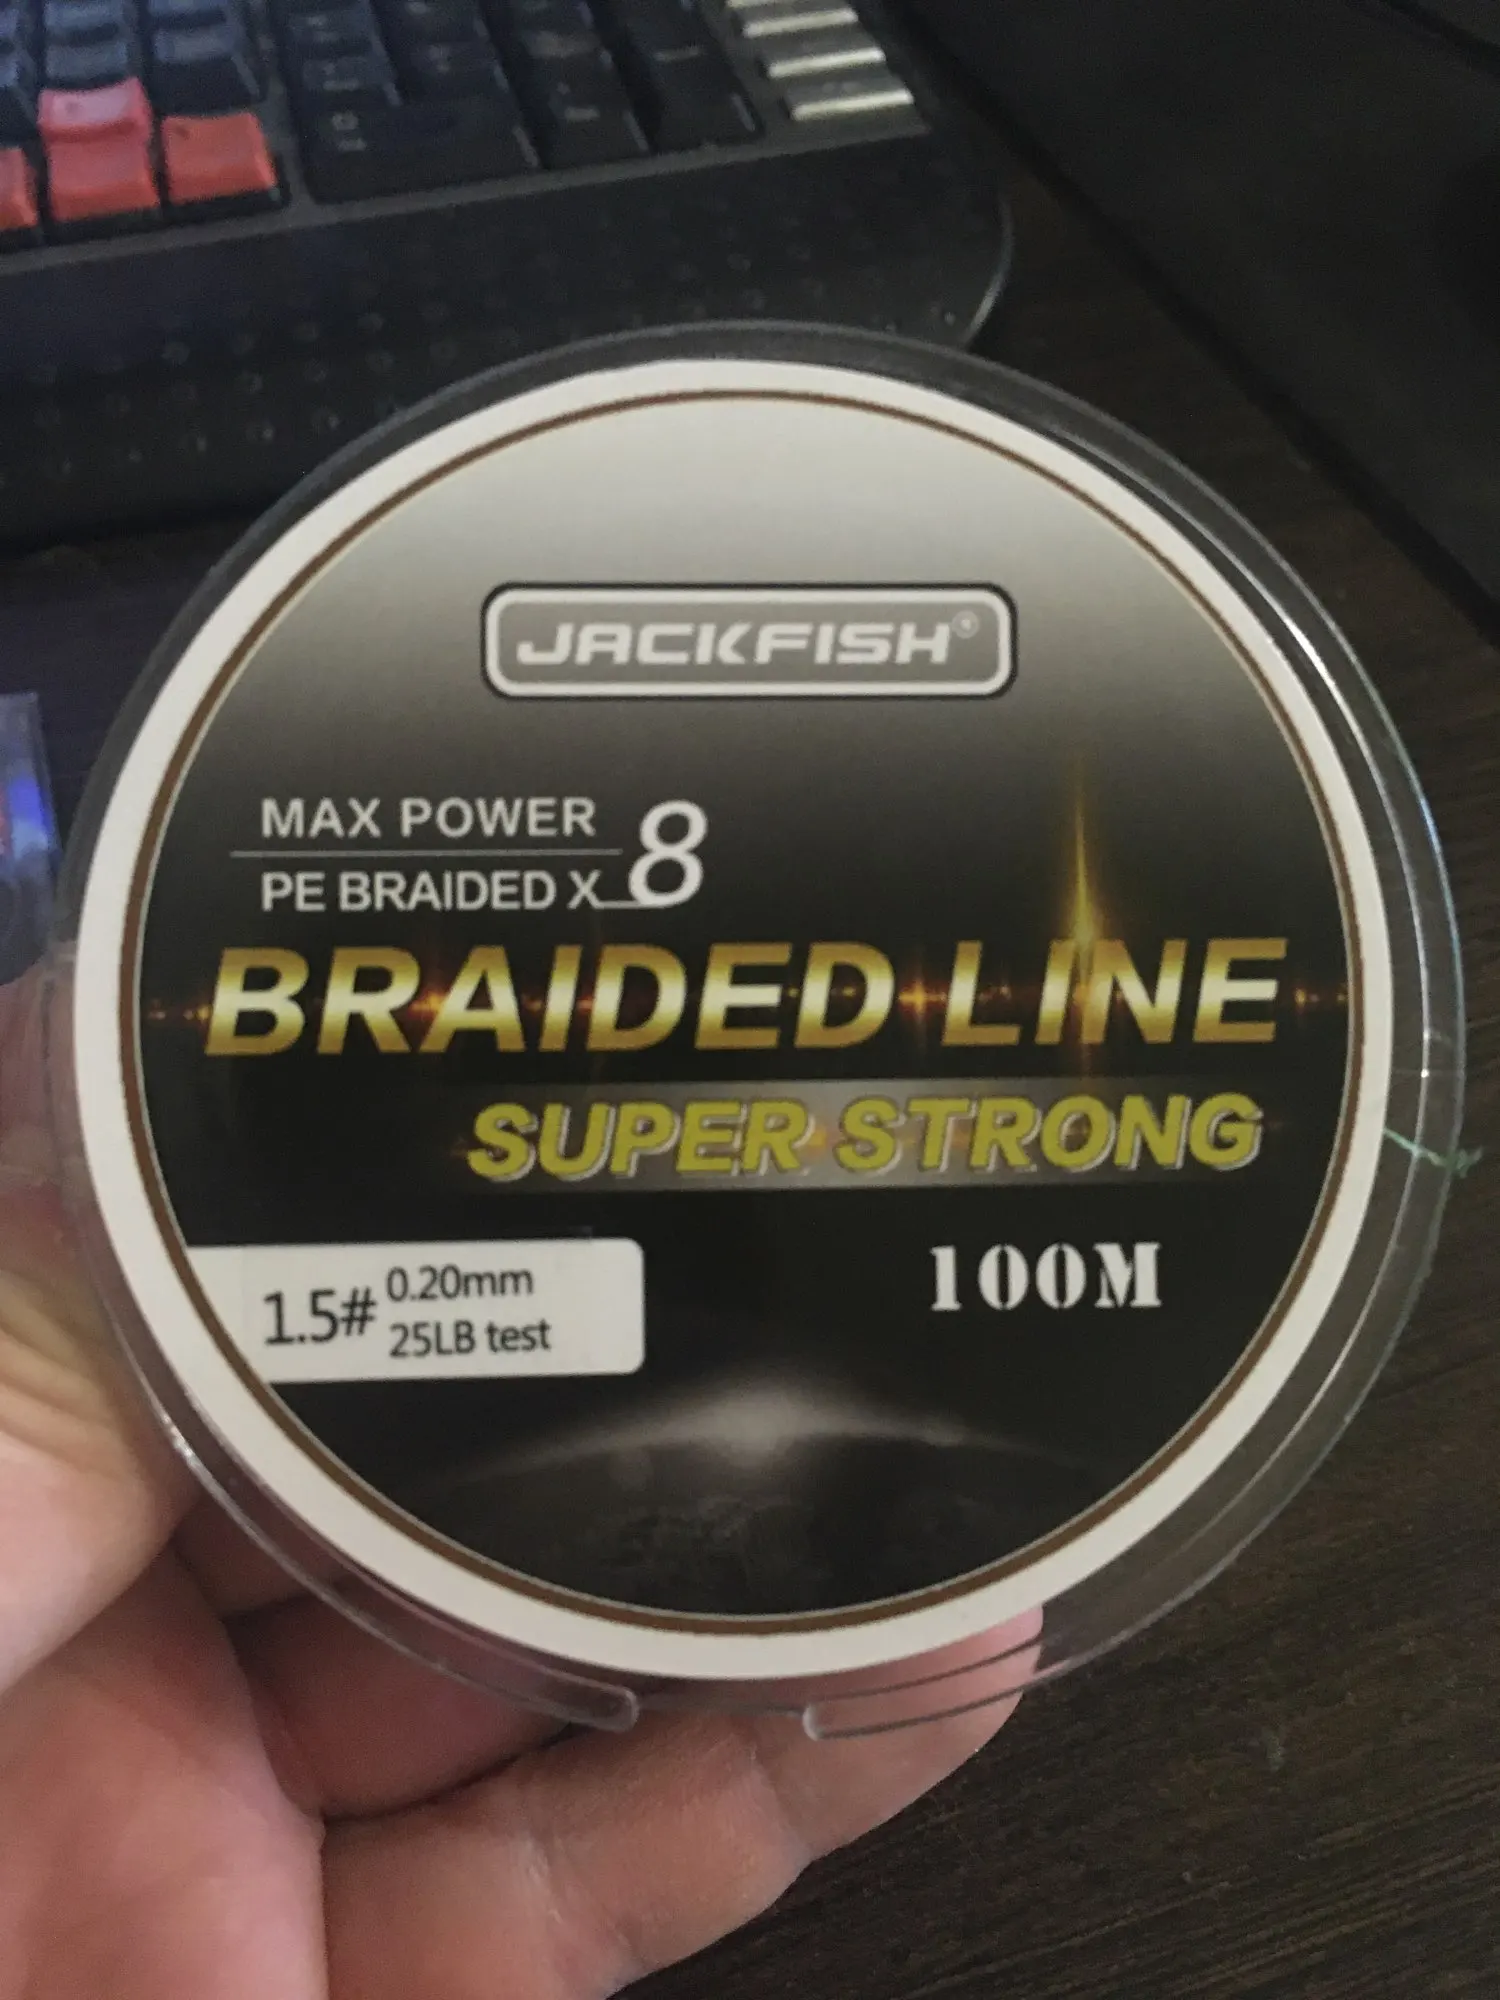 JACKFISH®
MAX POWER
PE BRAIDED X 8
BRAIDED LINE
SUPER STRONG
1.5# 0.20mm
25LB test
100M